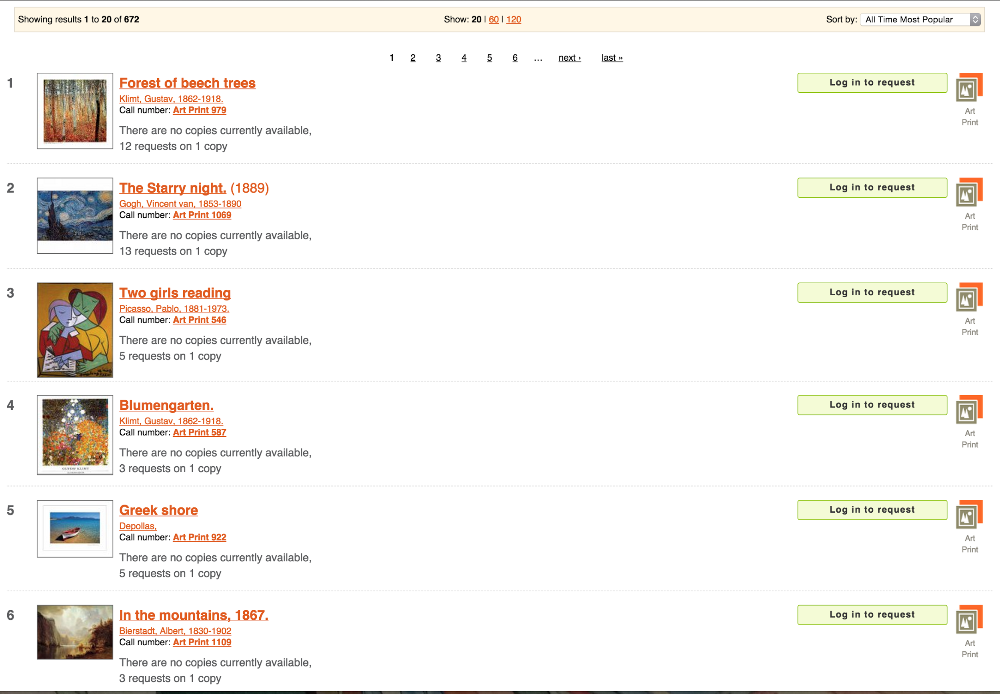 Showing results 1 to 20 of 672
Show: 20 | 60 | 120
Sort by: All Time Most Popular
1 2 3 4 5 6 ... next › last »
1
Forest of beech trees
Klimt, Gustav, 1862-1918.
Call number: Art Print 979
There are no copies currently available,
12 requests on 1 copy
Log in to request
Art
Print
2
The Starry night. (1889)
Gogh, Vincent van, 1853-1890
Call number: Art Print 1069
There are no copies currently available,
13 requests on 1 copy
Log in to request
Art
Print
3
Two girls reading
Picasso, Pablo, 1881-1973.
Call number: Art Print 546
There are no copies currently available,
5 requests on 1 copy
Log in to request
Art
Print
4
GUSTAV KLIMT
Blumengarten.
Klimt, Gustav, 1862-1918.
Call number: Art Print 587
There are no copies currently available,
3 requests on 1 copy
Log in to request
Art
Print
5
Greek shore
Depollas,
Call number: Art Print 922
There are no copies currently available,
5 requests on 1 copy
Log in to request
Art
Print
6
In the mountains, 1867.
Bierstadt, Albert, 1830-1902
Call number: Art Print 1109
There are no copies currently available,
3 requests on 1 copy
Log in to request
Art
Print